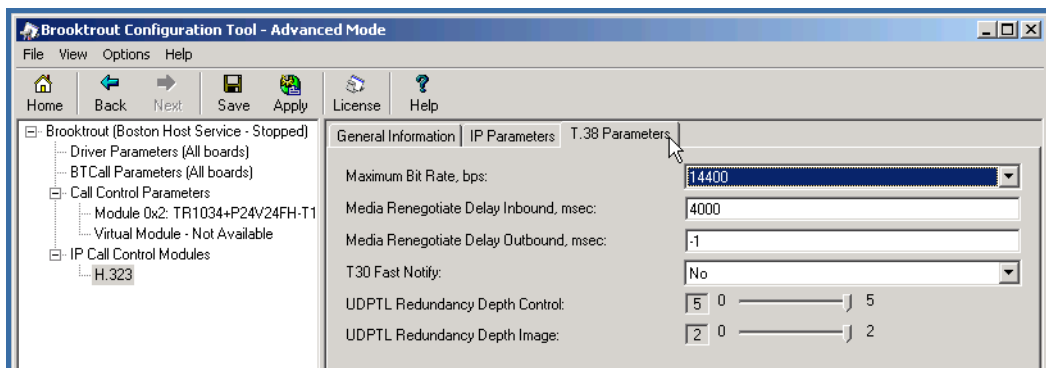 Brooktrout Configuration Tool - Advanced Mode
File View Options Help
Home Back Next Save Apply License Help
Brooktrout (Boston Host Service - Stopped)
Driver Parameters (All boards)
BTCall Parameters (All boards)
Call Control Parameters
Module 0x2: TR1034+P24V24FH-T1
Virtual Module - Not Available
IP Call Control Modules
H.323
General Information IP Parameters T.38 Parameters
Maximum Bit Rate, bps: 14400
Media Renegotiate Delay Inbound, msec: 4000
Media Renegotiate Delay Outbound, msec: -1
T30 Fast Notify: No
UDPTL Redundancy Depth Control: 5 0 5
UDPTL Redundancy Depth Image: 2 0 2